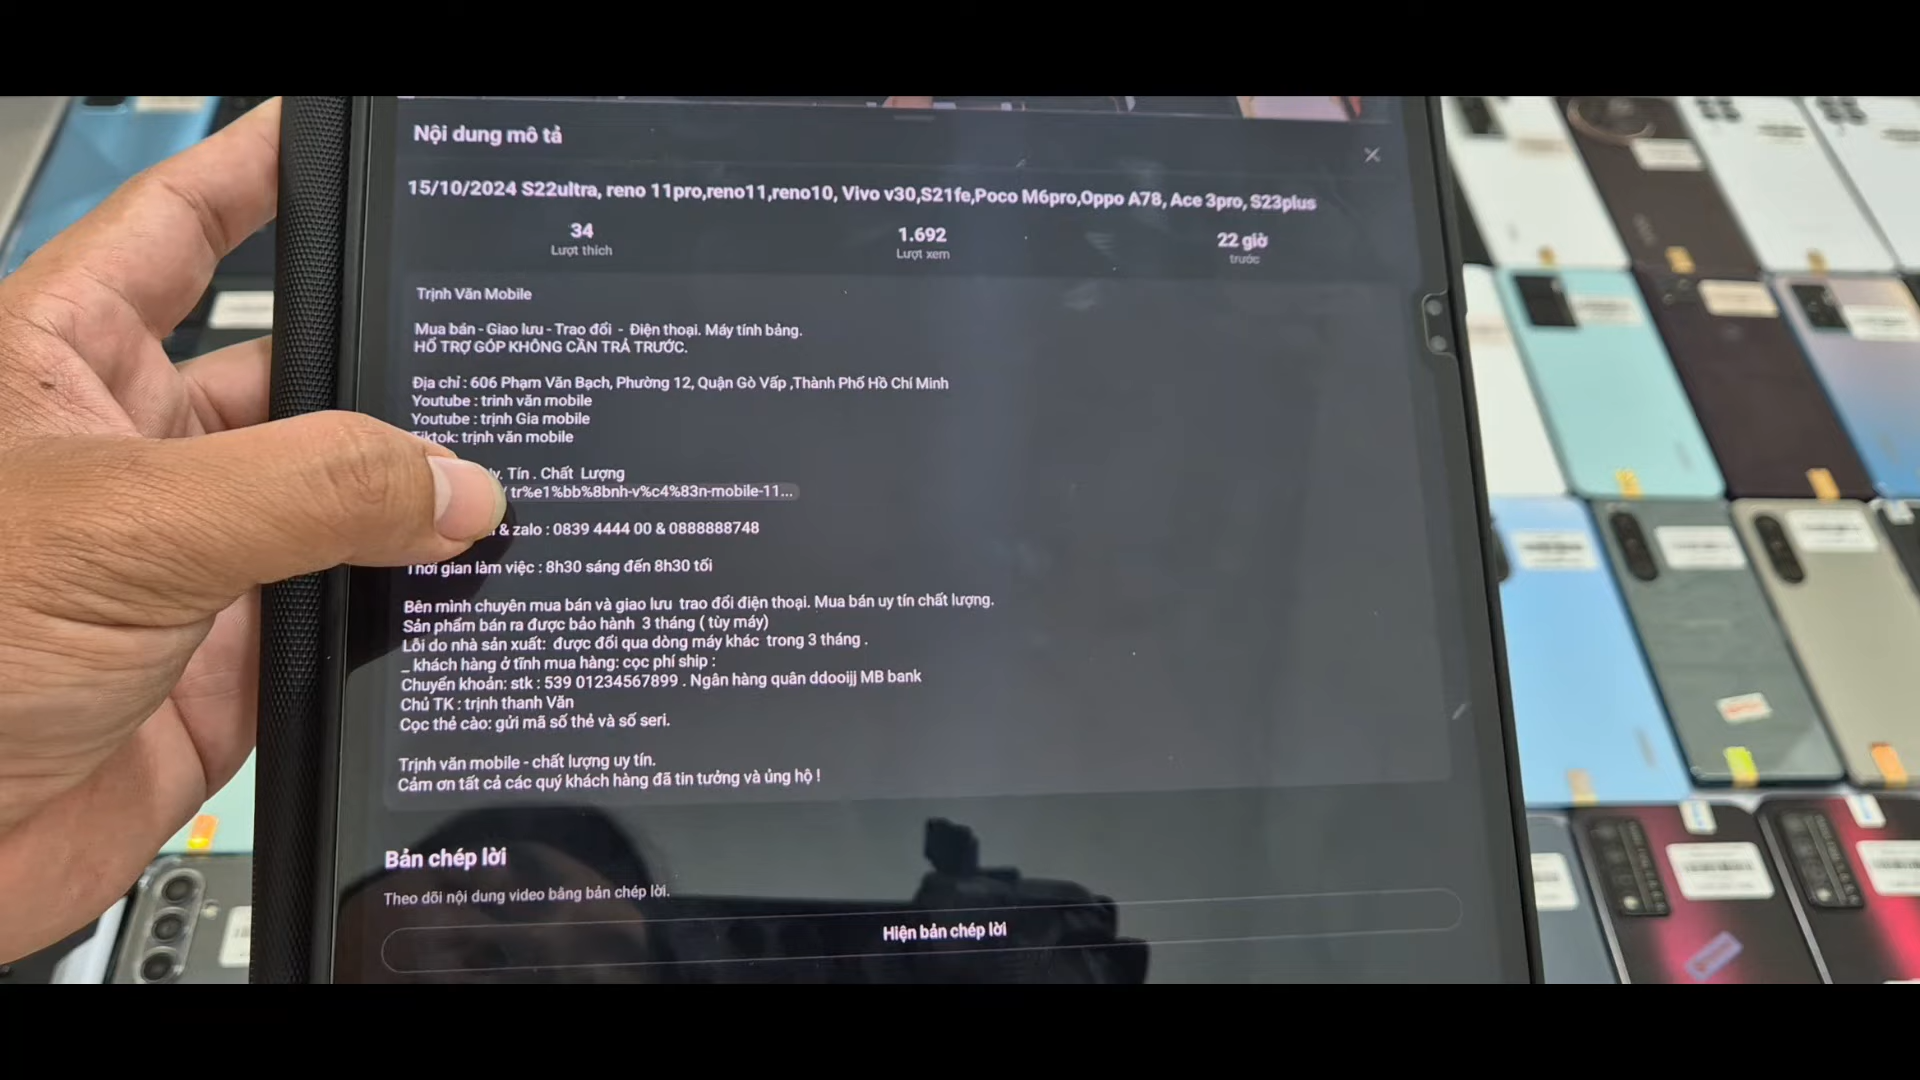 Nội dung mô tả
15/10/2024 S22ultra, reno 11pro,reno11,reno10, Vivo v30,S21fe,Poco M6pro,Oppo A78, Ace 3pro, S23plus
34
Lượt thích
1.692
Lượt xem
22 giờ
trước
Trịnh Văn Mobile
Mua bán - Giao lưu - Trao đổi - Điện thoại. Máy tính bảng.
HỖ TRỢ GÓP KHÔNG CẦN TRẢ TRƯỚC.
Địa chỉ : 606 Phạm Văn Bạch, Phường 12, Quận Gò Vấp ,Thành Phố Hồ Chí Minh
Youtube : trinh văn mobile
Youtube : trịnh Gia mobile
Tiktok: trịnh văn mobile
Tín . Chất Lượng
tr%e1%bb%8bnh-v%c4%83n-mobile-11...
& zalo : 0839 4444 00 & 0888888748
Thời gian làm việc : 8h30 sáng đến 8h30 tối
Bên mình chuyên mua bán và giao lưu trao đổi điện thoại. Mua bán uy tín chất lượng.
Sản phẩm bán ra được bảo hành 3 tháng ( tùy máy)
Lỗi do nhà sản xuất: được đổi qua dòng máy khác trong 3 tháng .
_ khách hàng ở tĩnh mua hàng: cọc phí ship :
Chuyển khoản: stk : 539 01234567899 . Ngân hàng quân ddooijj MB bank
Chủ TK : trịnh thanh Văn
Cọc thẻ cào: gửi mã số thẻ và số seri.
Trịnh văn mobile - chất lượng uy tín.
Cảm ơn tất cả các quý khách hàng đã tin tưởng và ủng hộ !
Bản chép lời
Theo dõi nội dung video bằng bản chép lời.
Hiện bản chép lời